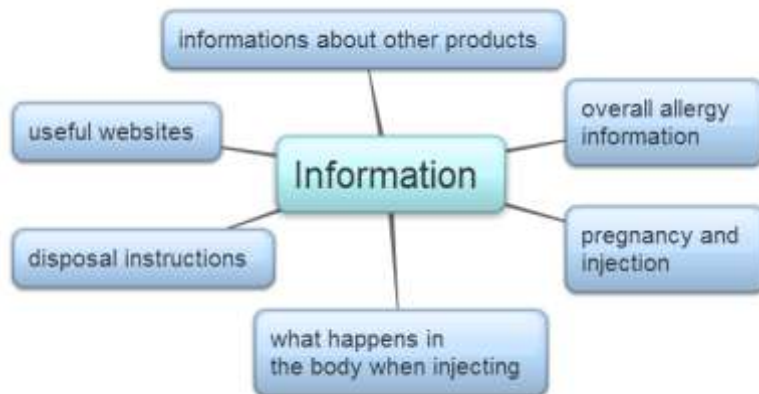 informations about other products
overall allergy
information
useful websites
Information
pregnancy and
injection
disposal instructions
what happens in
the body when injecting